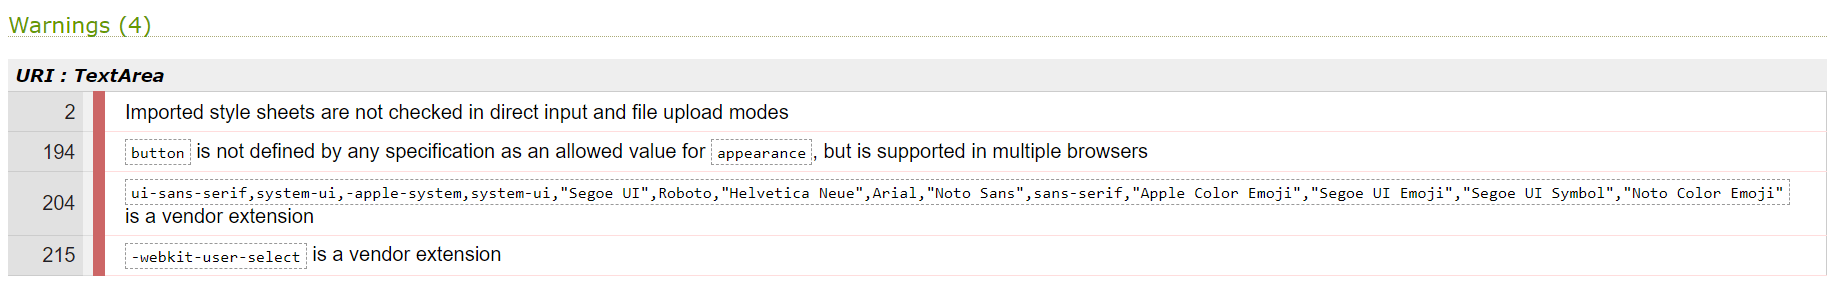 Warnings (4)
URI : TextArea
2 Imported style sheets are not checked in direct input and file upload modes
194 button is not defined by any specification as an allowed value for appearance, but is supported in multiple browsers
204 ui-sans-serif,system-ui,-apple-system,system-ui,"Segoe UI",Roboto,"Helvetica Neue",Arial,"Noto Sans",sans-serif,"Apple Color Emoji","Segoe UI Emoji","Segoe UI Symbol","Noto Color Emoji"
is a vendor extension
215 -webkit-user-select is a vendor extension